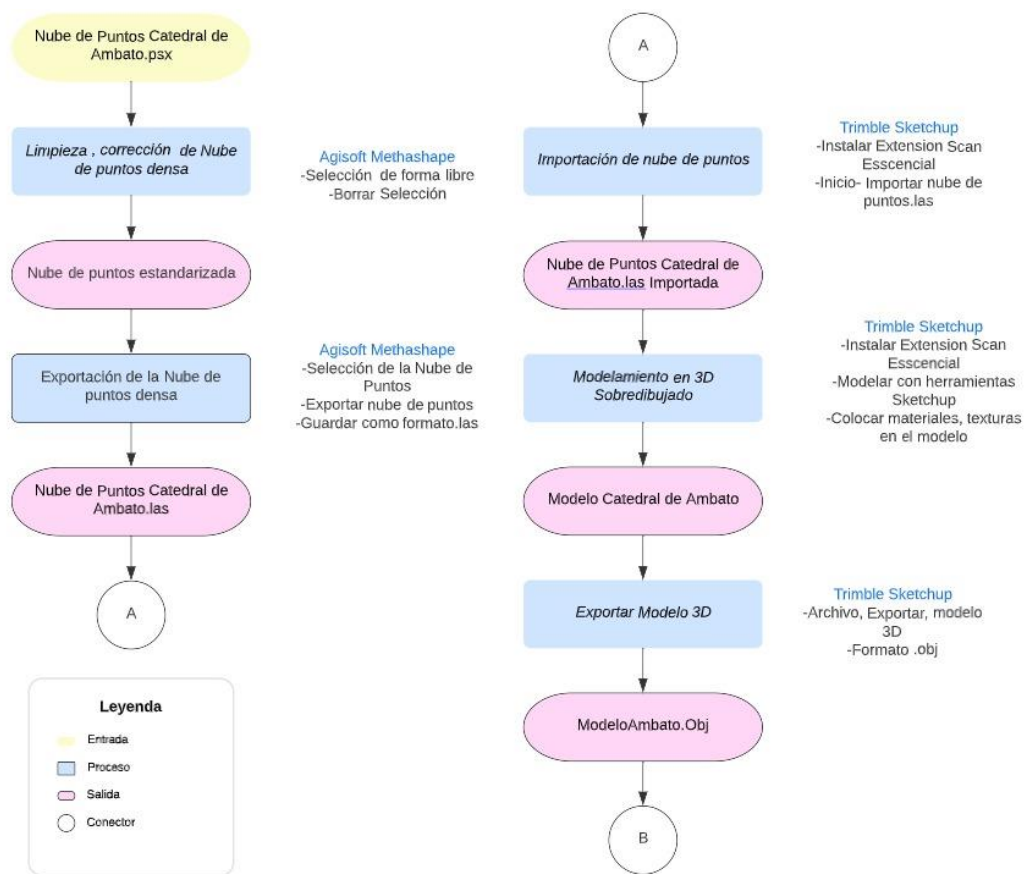 Nube de Puntos Catedral de
Ambato.psx
Limpieza , corrección de Nube
de puntos densa
Agisoft Methashape
-Selección de forma libre
-Borrar Selección
Nube de puntos estandarizada
Exportación de la Nube de
puntos densa
Agisoft Methashape
-Selección de la Nube de
Puntos
-Exportar nube de puntos
-Guardar como formato.las
Nube de Puntos Catedral de
Ambato.las
A
Leyenda
Entrada
Proceso
Salida
Conector
A
Importación de nube de puntos
Trimble Sketchup
-Instalar Extension Scan
Esscencial
-Inicio- Importar nube de
puntos.las
Nube de Puntos Catedral de
Ambato.las Importada
Modelamiento en 3D
Sobredibujado
Trimble Sketchup
-Instalar Extension Scan
Esscencial
-Modelar con herramientas
Sketchup
-Colocar materiales, texturas
en el modelo
Modelo Catedral de Ambato
Exportar Modelo 3D
Trimble Sketchup
-Archivo, Exportar, modelo
3D
-Formato .obj
ModeloAmbato.Obj
B